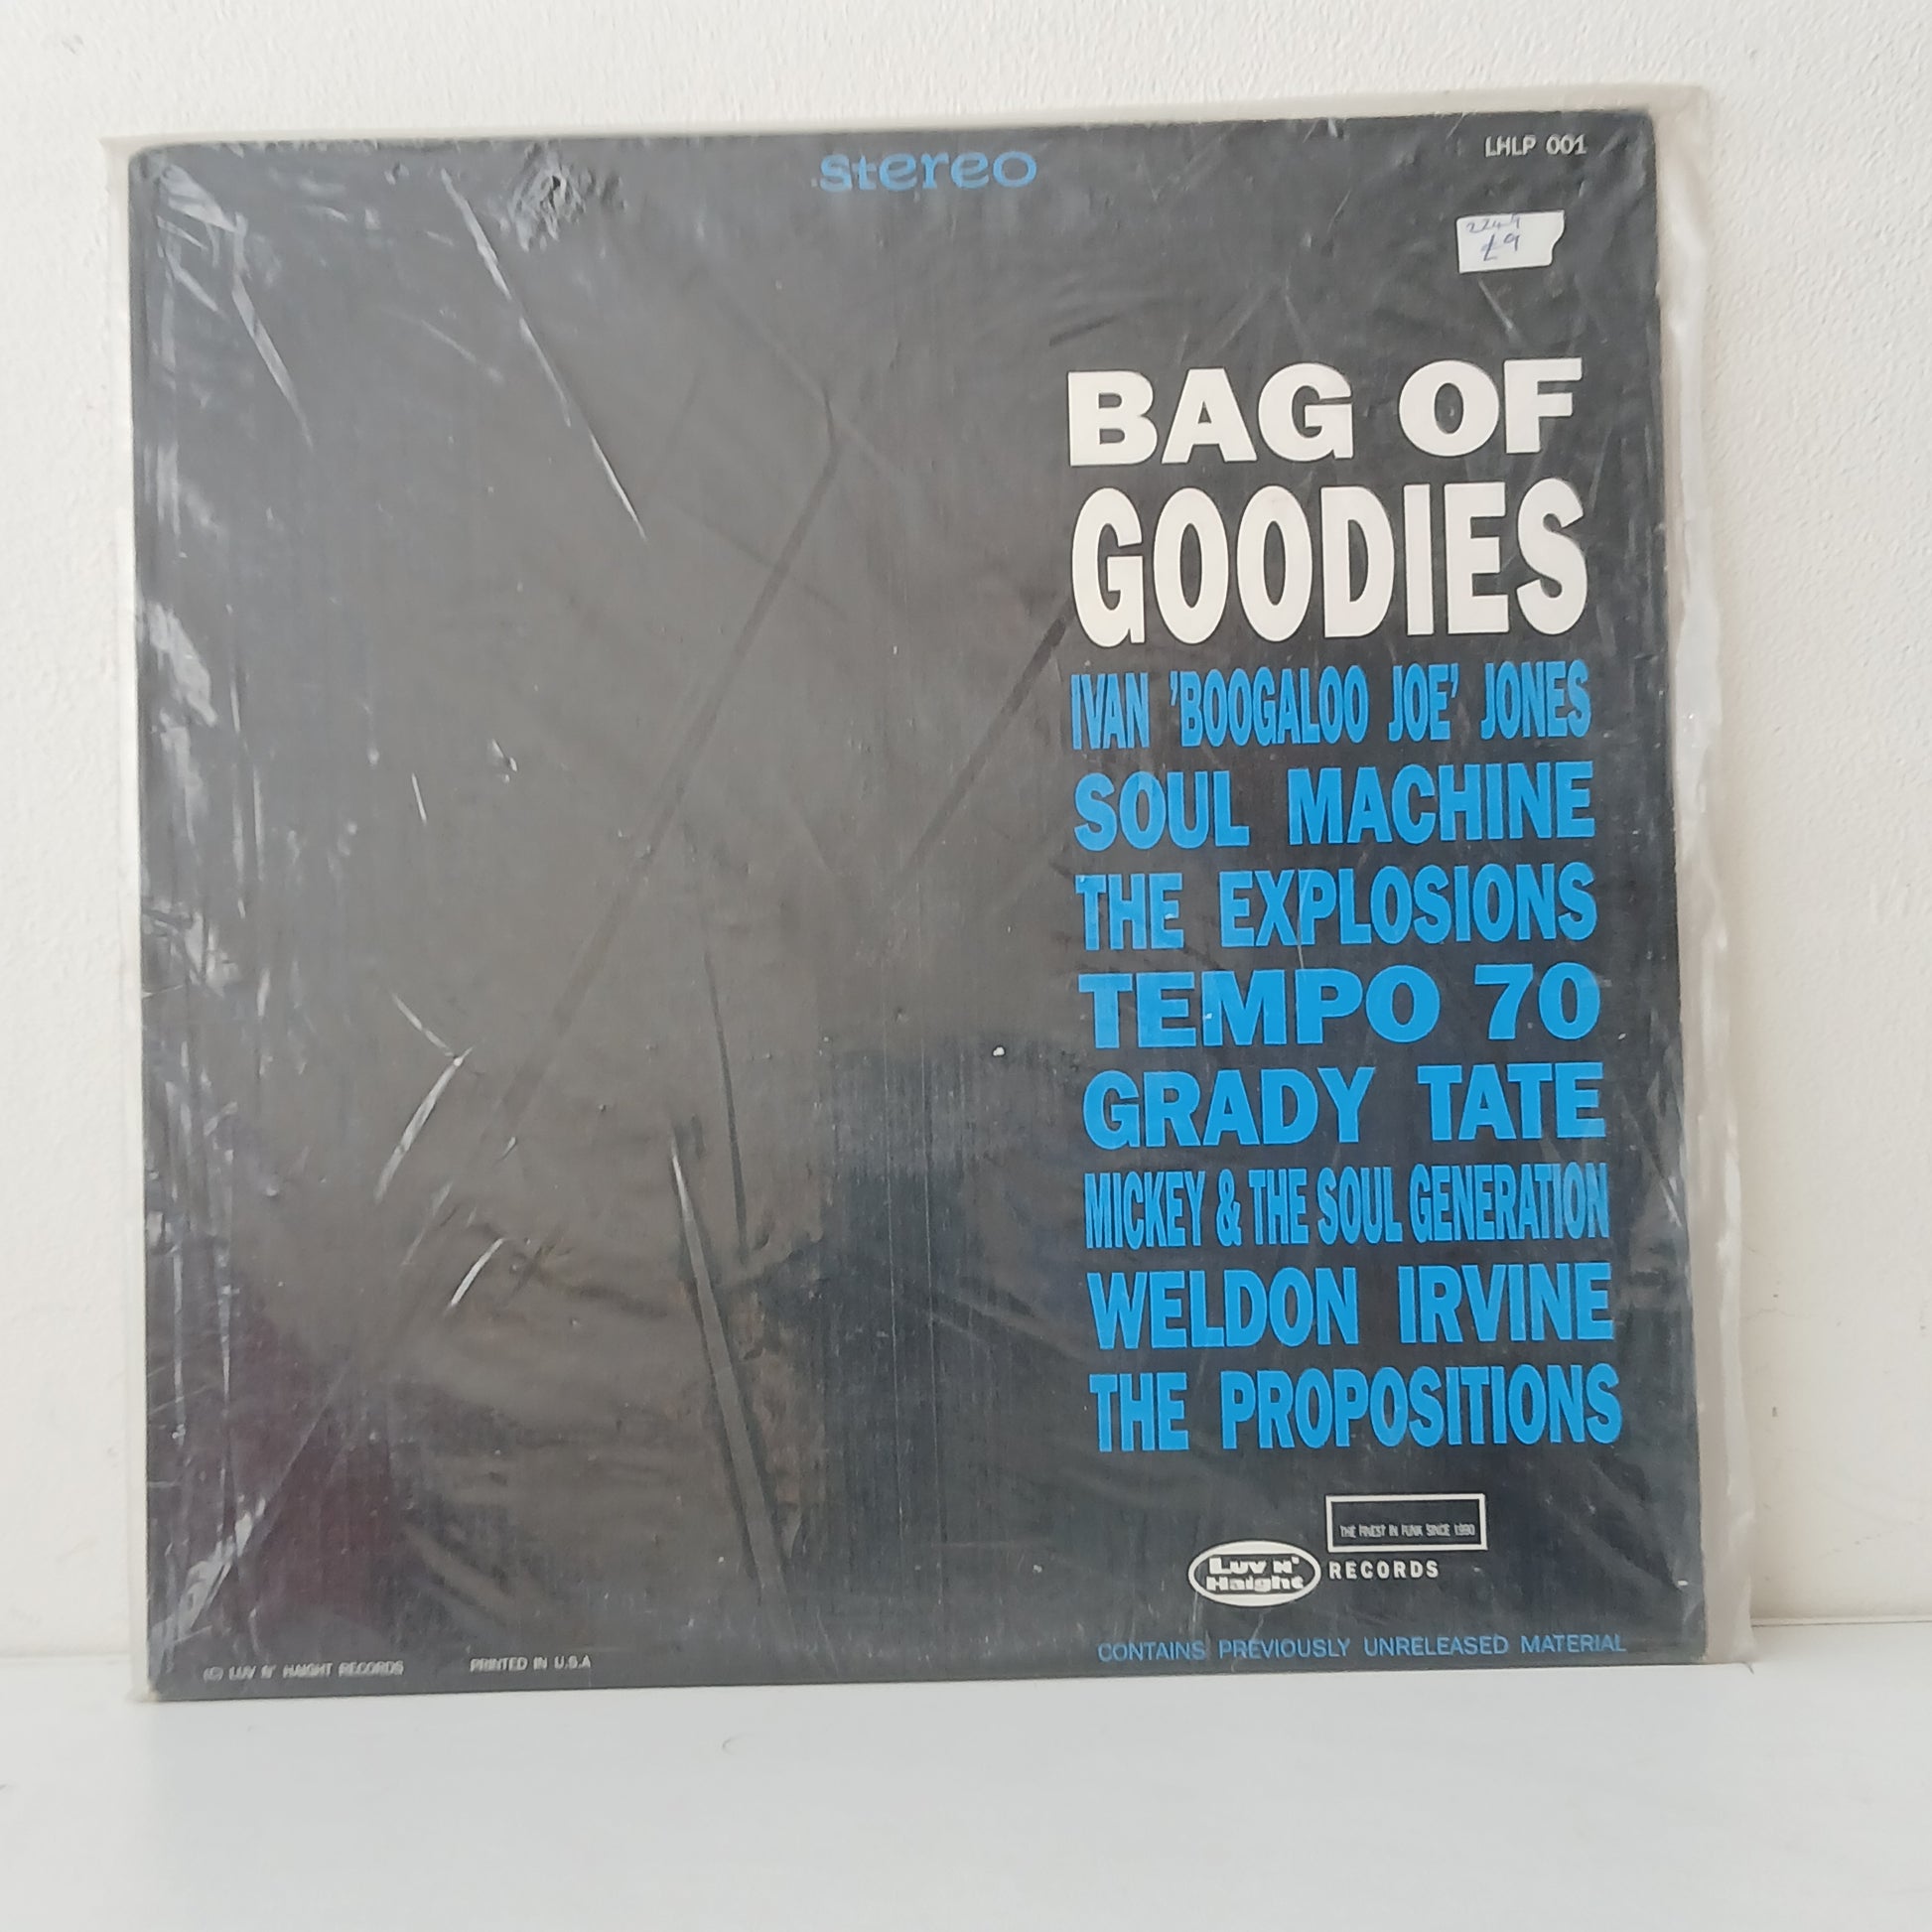 stereo
LHLP 001
£9
BAG OF
GOODIES
IVAN 'BOOGALOO JOE' JONES
SOUL MACHINE
THE EXPLOSIONS
TEMPO 70
GRADY TATE
MICKEY & THE SOUL GENERATION
WELDON IRVINE
THE PROPOSITIONS
THE FINEST IN FUNK SINCE 1990
LUV N' Haight
RECORDS
CONTAINS PREVIOUSLY UNRELEASED MATERIAL
(C) LUV N' HAIGHT RECORDS
PRINTED IN U.S.A